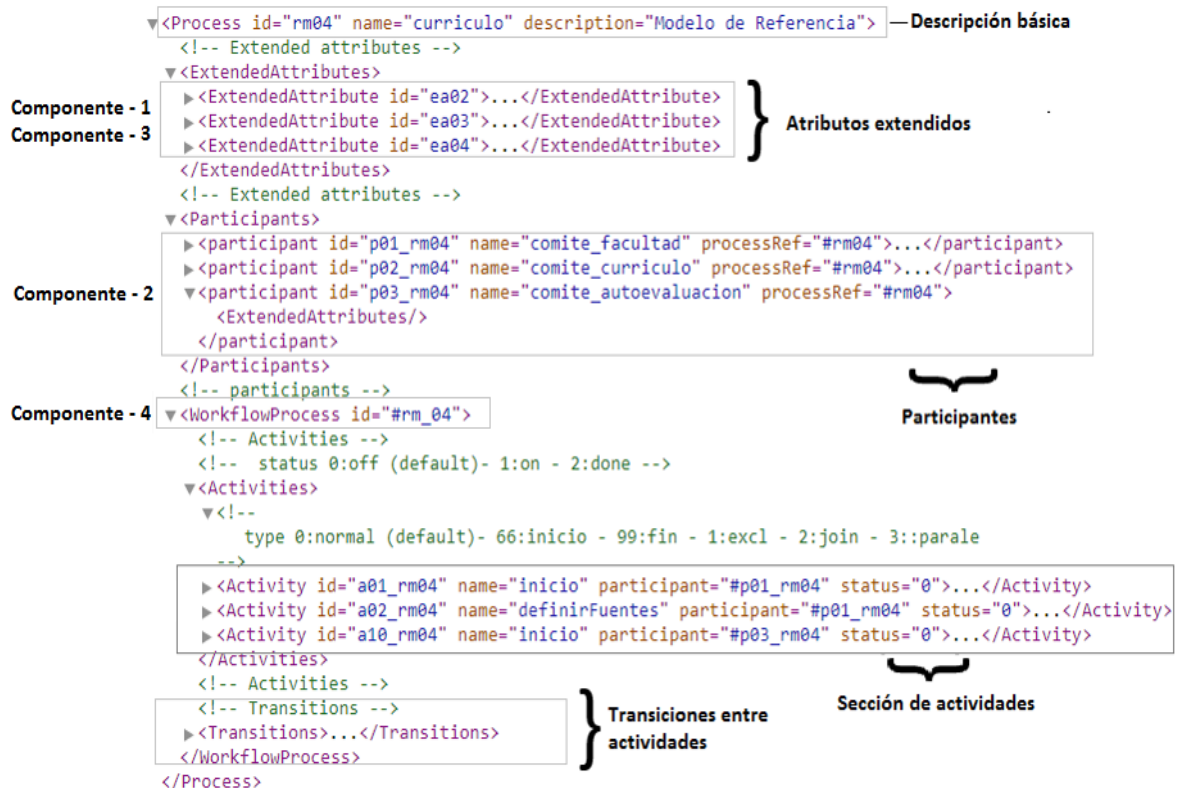 ▼<Process id="rm04" name="curriculo" description="Modelo de Referencia"> — Descripción básica
<!-- Extended attributes -->
▼<ExtendedAttributes>
Componente - 1 ▶<ExtendedAttribute id="ea02">...</ExtendedAttribute>
Componente - 3 ▶<ExtendedAttribute id="ea03">...</ExtendedAttribute> Atributos extendidos
▶<ExtendedAttribute id="ea04">...</ExtendedAttribute>
</ExtendedAttributes>
<!-- Extended attributes -->
▼<Participants>
▶<participant id="p01_rm04" name="comite_facultad" processRef="#rm04">...</participant>
▶<participant id="p02_rm04" name="comite_curriculo" processRef="#rm04">...</participant>
Componente - 2 ▼<participant id="p03_rm04" name="comite_autoevaluacion" processRef="#rm04">
<ExtendedAttributes/>
</participant>
</Participants>
<!-- participants -->
Componente - 4 ▼<WorkflowProcess id="#rm_04">
Participantes
<!-- Activities -->
<!--  status 0:off (default)- 1:on - 2:done -->
▼<Activities>
▼<!--
type 0:normal (default)- 66:inicio - 99:fin - 1:excl - 2:join - 3::parale
-->
▶<Activity id="a01_rm04" name="inicio" participant="#p01_rm04" status="0">...</Activity>
▶<Activity id="a02_rm04" name="definirFuentes" participant="#p01_rm04" status="0">...</Activity>
▶<Activity id="a10_rm04" name="inicio" participant="#p03_rm04" status="0">...</Activity>
</Activities>
<!-- Activities -->
Sección de actividades
<!-- Transitions -->
▶<Transitions>...</Transitions>
Transiciones entre
actividades
</WorkflowProcess>
</Process>